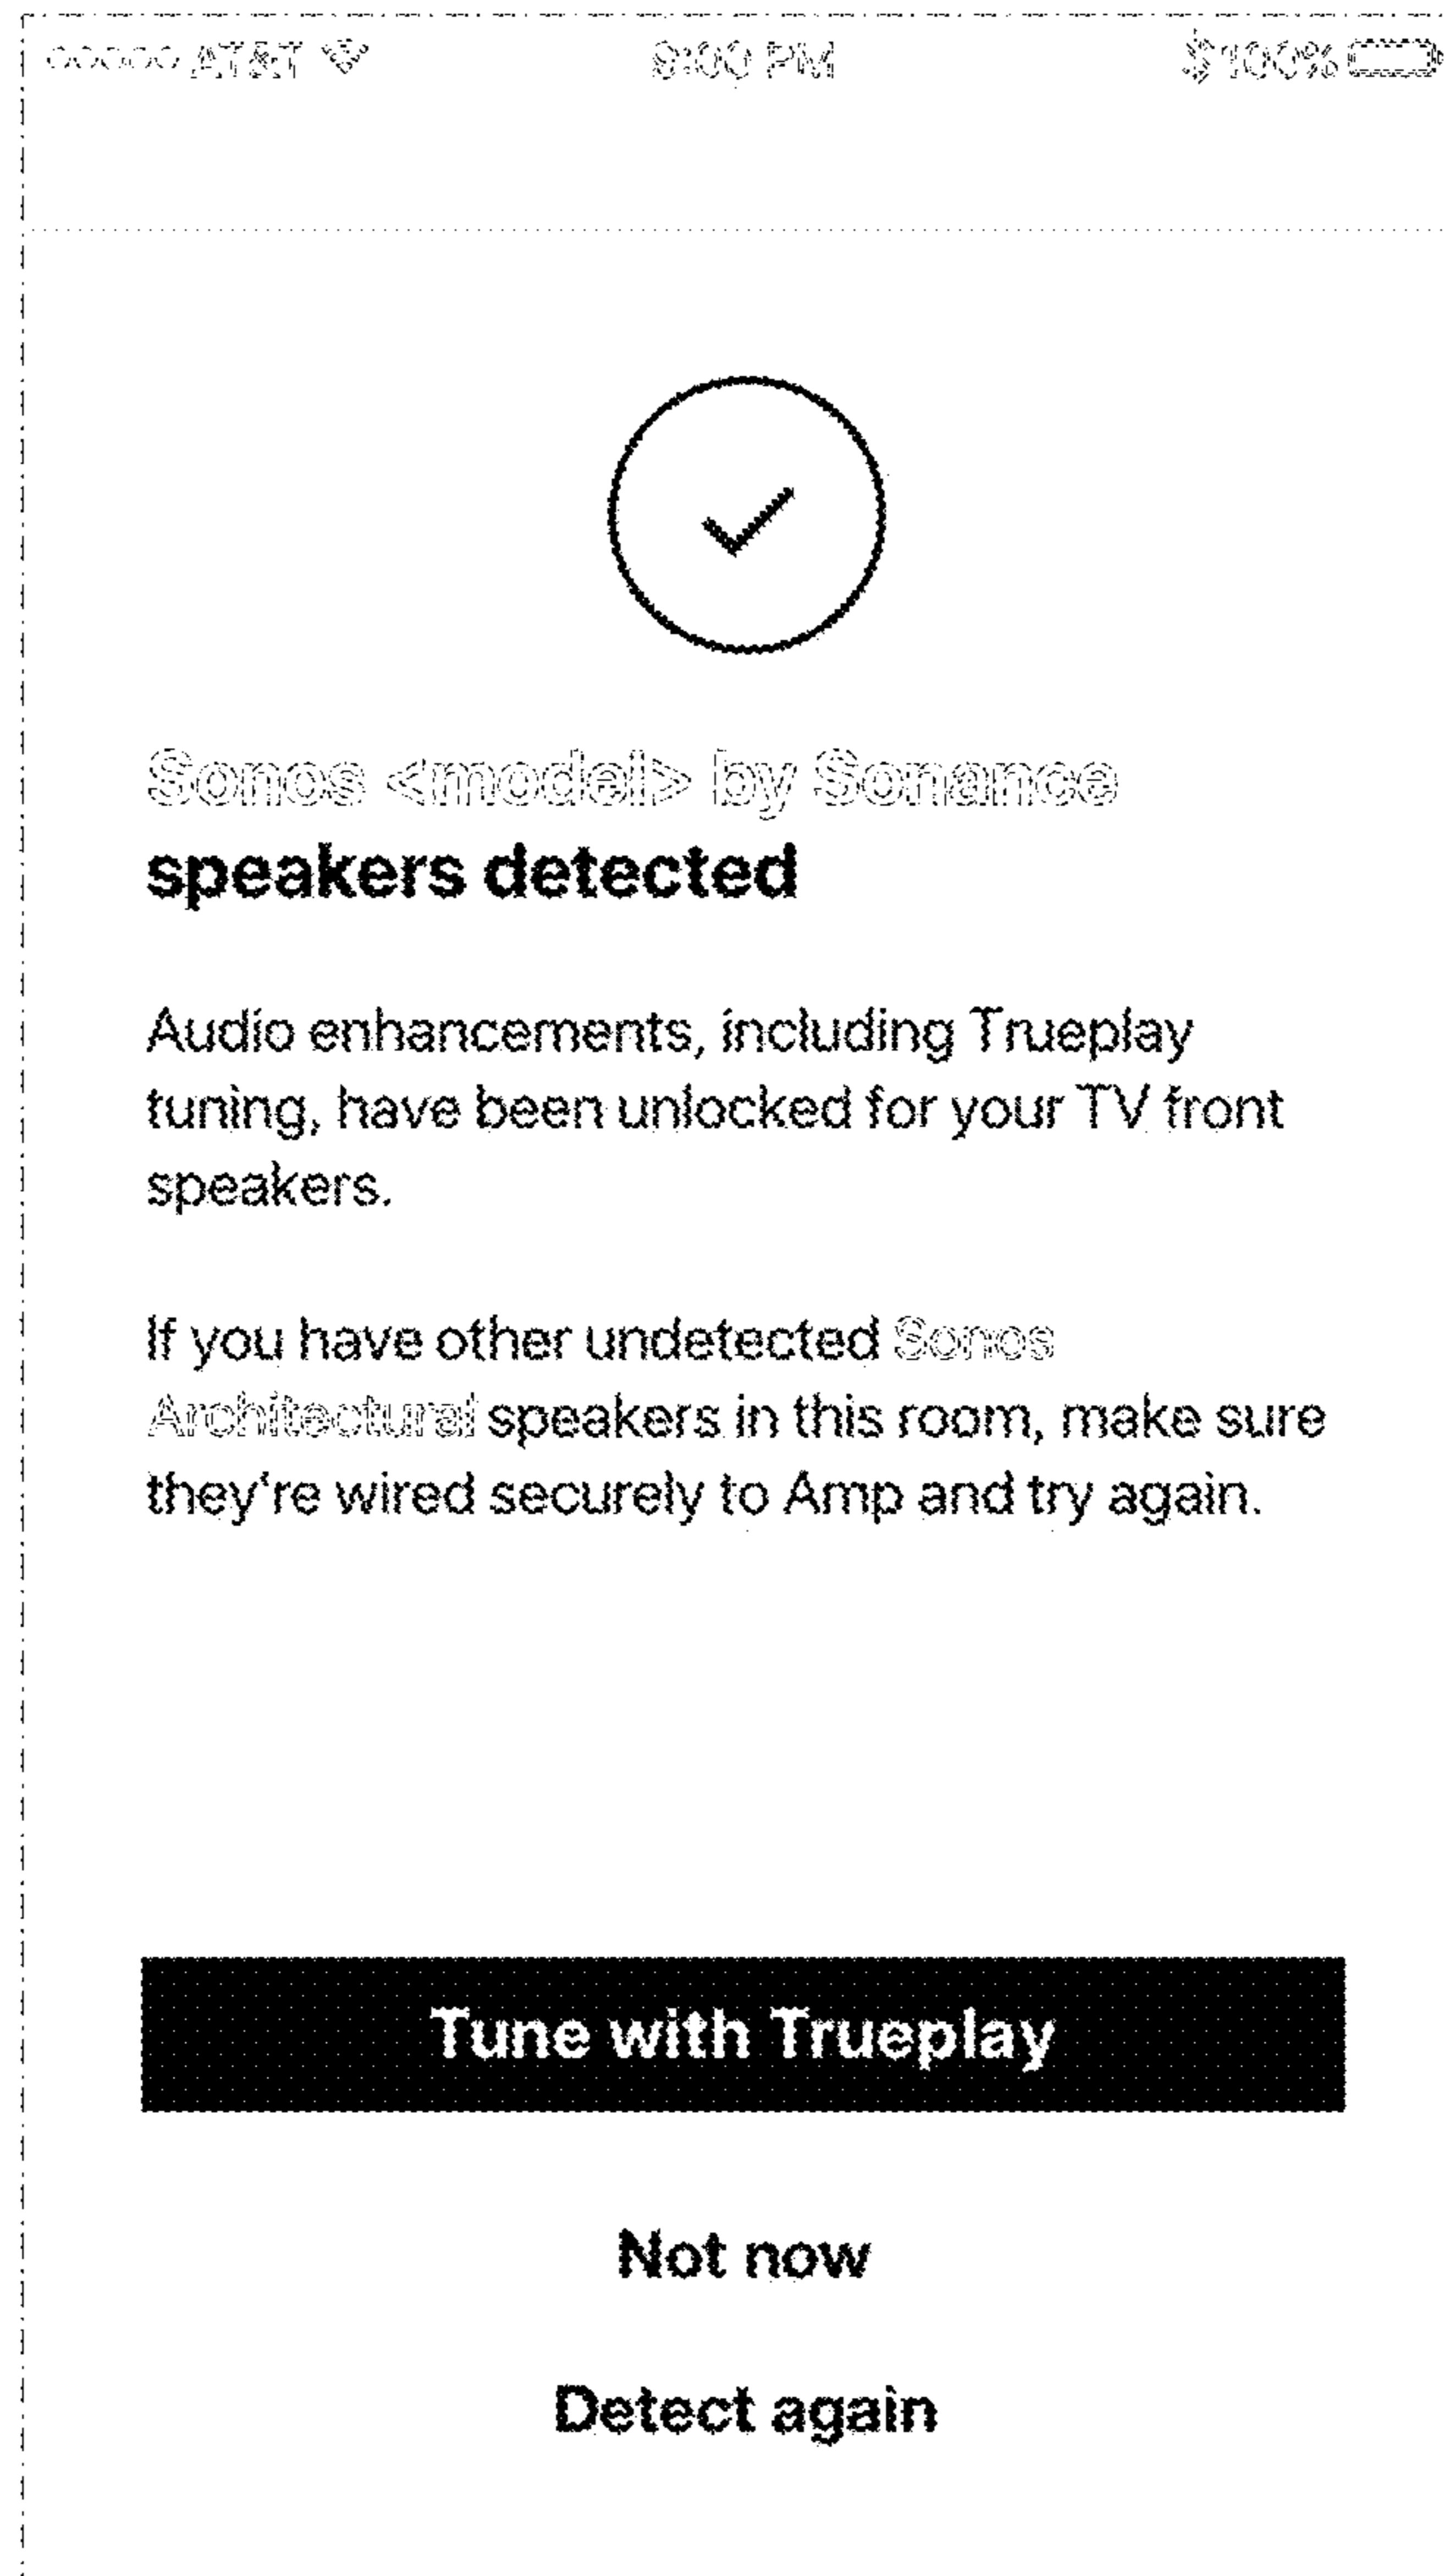 AT&T 9:00 PM 100%
Sonos <model> by Sonance
speakers detected
Audio enhancements, including Trueplay
tuning, have been unlocked for your TV front
speakers.
If you have other undetected Sonos
Architectural speakers in this room, make sure
they're wired securely to Amp and try again.
Tune with Trueplay
Not now
Detect again